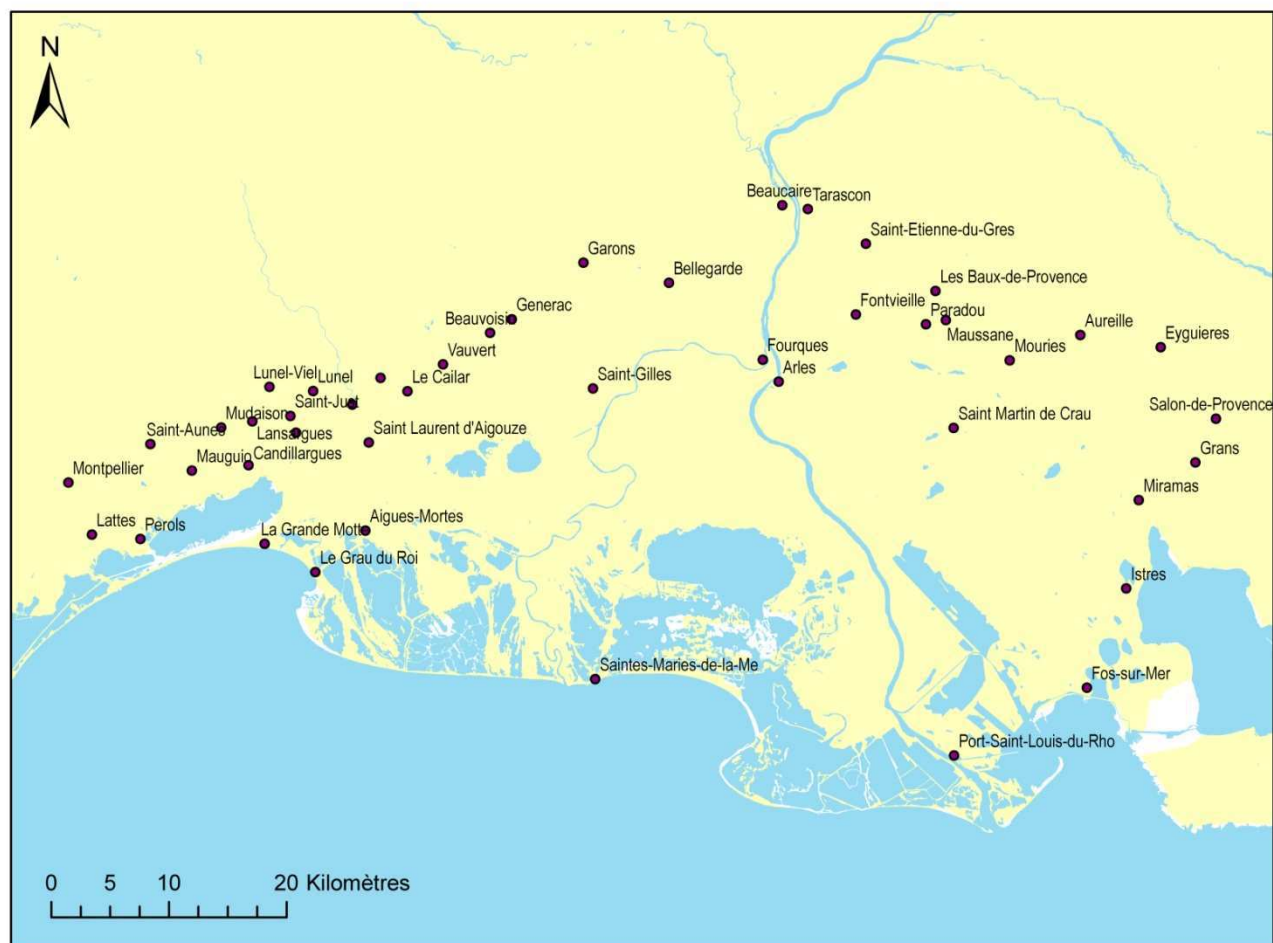 N
Beaucaire
Tarascon
Saint-Etienne-du-Gres
Garons
Bellegarde
Les Baux-de-Provence
Generac
Beauvoisin
Fontvieille
Paradou
Maussane
Aureille
Eyguieres
Mouries
Vauvert
Fourques
Arles
Lunel-Viel
Lunel
Le Cailar
Saint-Gilles
Saint-Just
Mudaison
Saint-Aunes
Lansargues
Saint Laurent d'Aigouze
Saint Martin de Crau
Salon-de-Provence
Candillargues
Mauguio
Montpellier
Grans
Miramas
Lattes
Perols
La Grande Motte
Aigues-Mortes
Le Grau du Roi
Istres
Saintes-Maries-de-la-Me
Fos-sur-Mer
Port-Saint-Louis-du-Rho
0 5 10 20 Kilomètres